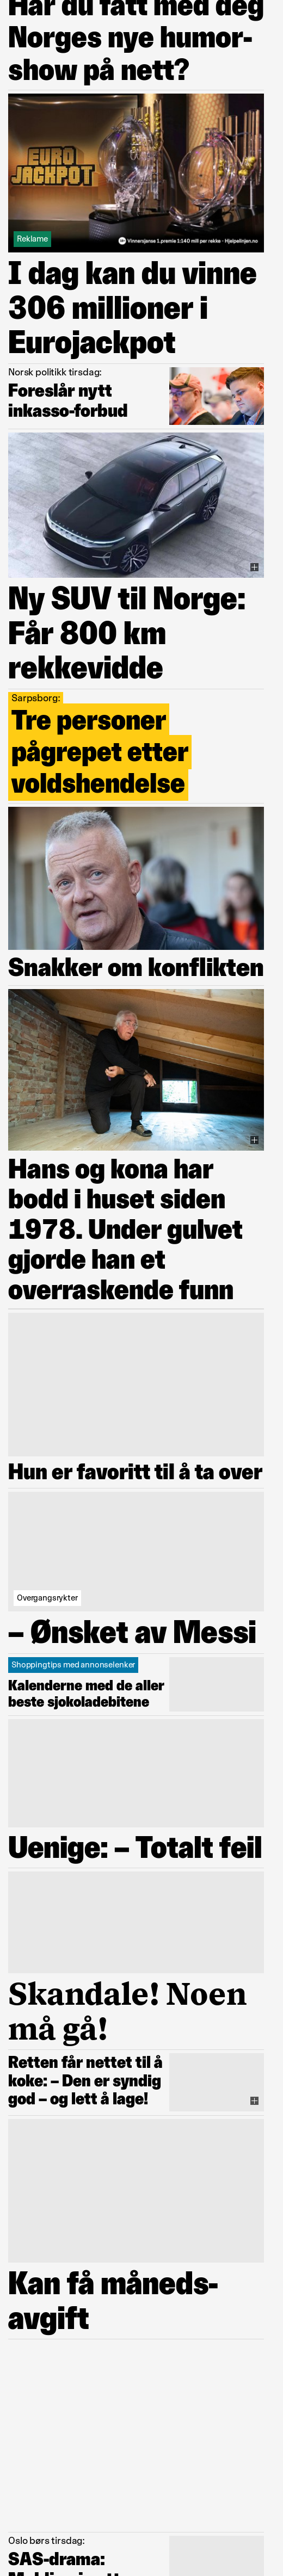 Har du fått med deg
Norges nye humor-
show på nett?
EURO
JACKPOT
Reklame
Vinnersjanse 1.premie 1:140 mill per rekke - Hjelpelinjen.no
I dag kan du vinne
306 millioner i
Eurojackpot
Norsk politikk tirsdag:
Foreslår nytt
inkasso-forbud
Ny SUV til Norge:
Får 800 km
rekkevidde
Sarpsborg:
Tre personer
pågrepet etter
voldshendelse
Snakker om konflikten
Hans og kona har
bodd i huset siden
1978. Under gulvet
gjorde han et
overraskende funn
Hun er favoritt til å ta over
Overgangsrykter
– Ønsket av Messi
Shoppingtips med annonselenker
Kalenderne med de aller
beste sjokoladebitene
Uenige: – Totalt feil
Skandale! Noen
må gå!
Retten får nettet til å
koke: – Den er syndig
god – og lett å lage!
Kan få måneds-
avgift
Oslo børs tirsdag:
SAS-drama: